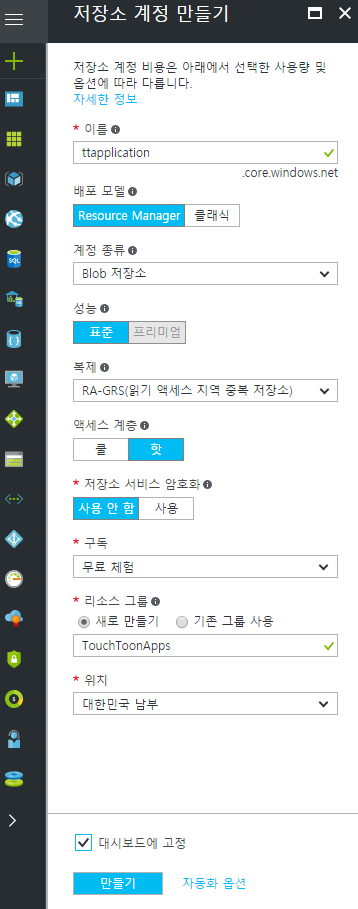 저장소 계정 만들기
저장소 계정 비용은 아래에서 선택한 사용량 및
옵션에 따라 다릅니다.
자세한 정보
* 이름
ttapplication
.core.windows.net
배포 모델
Resource Manager 클래식
계정 종류
Blob 저장소
성능
표준 프리미엄
복제
RA-GRS(읽기 액세스 지역 중복 저장소)
액세스 계층
쿨 핫
* 저장소 서비스 암호화
사용 안 함 사용
* 구독
무료 체험
* 리소스 그룹
새로 만들기 기존 그룹 사용
TouchToonApps
* 위치
대한민국 남부
대시보드에 고정
만들기 자동화 옵션
SQL